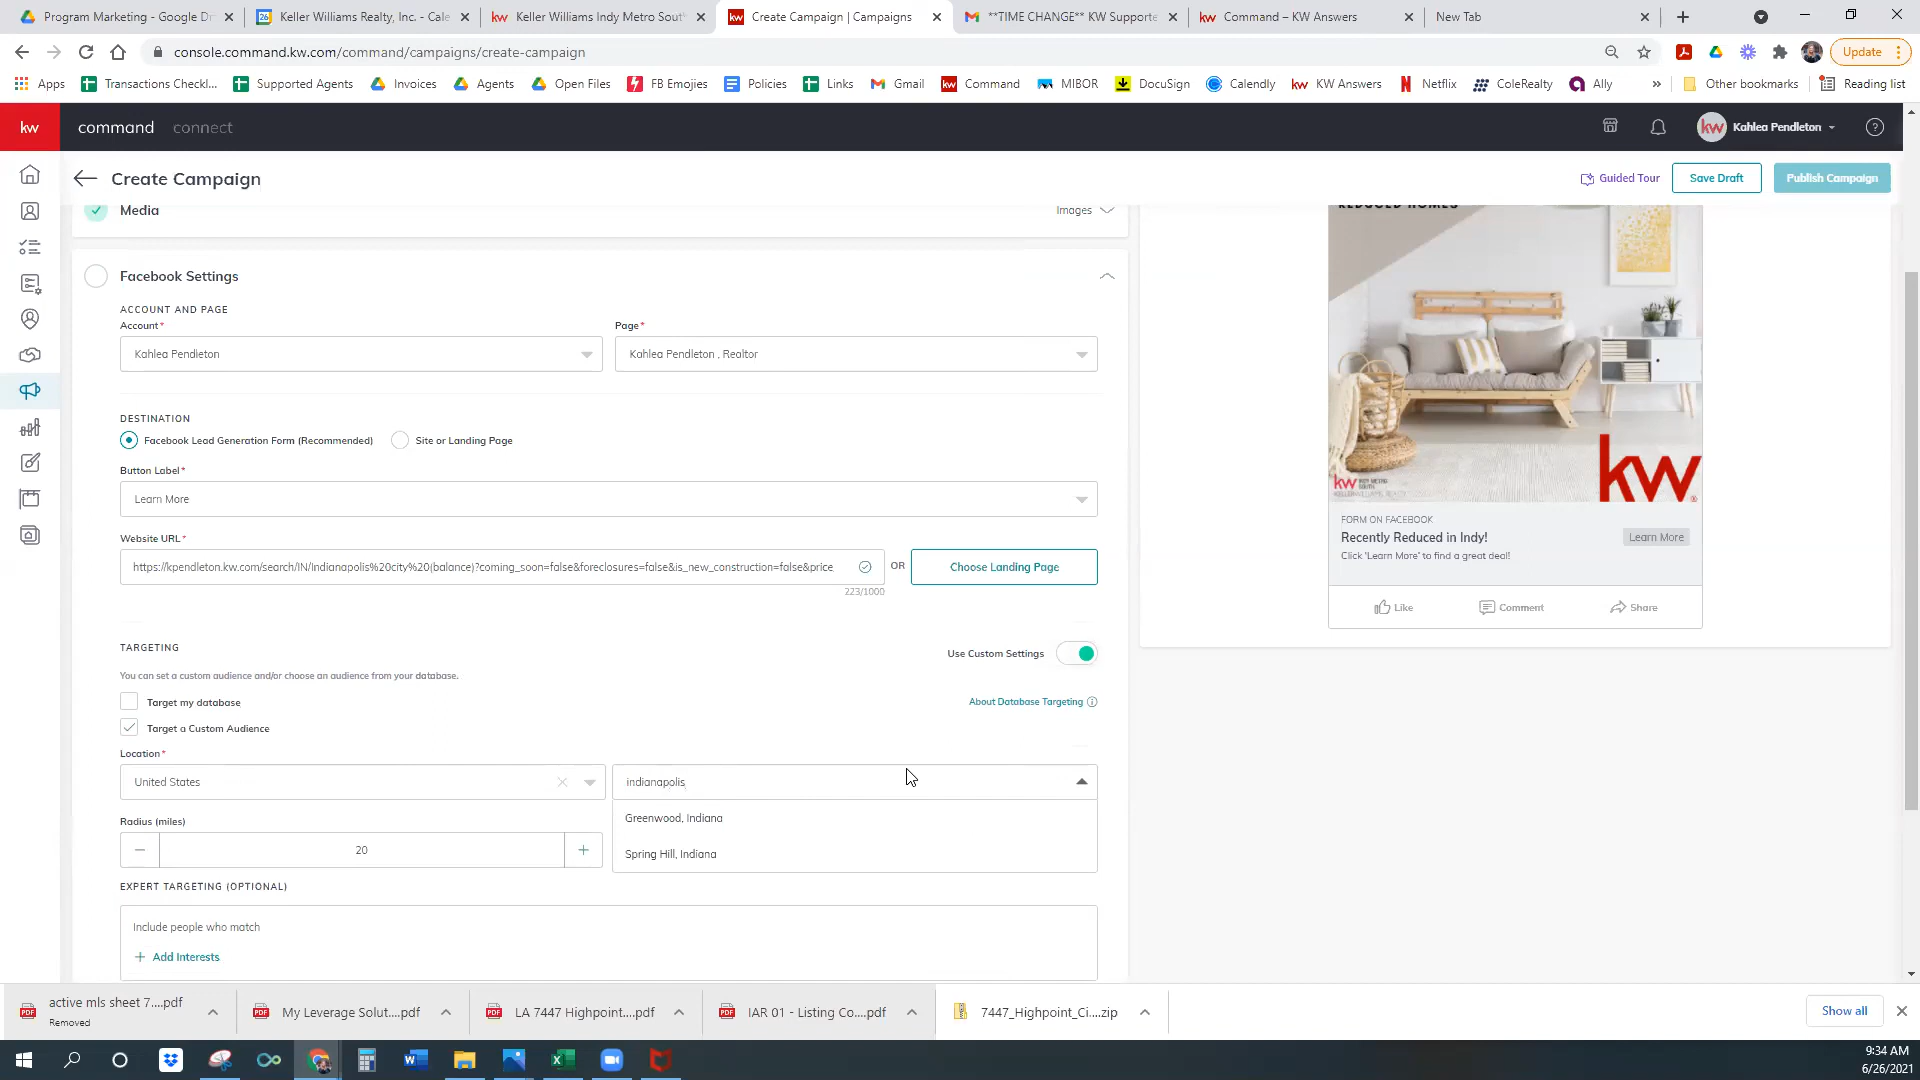 Program Marketing - Google Dr
Keller Williams Realty, Inc. - Cale
Keller Williams Indy Metro Sout
Create Campaign | Campaigns
**TIME CHANGE** KW Supporte
Command – KW Answers
New Tab
console.command.kw.com/command/campaigns/create-campaign
Update
Apps
Transactions Checkl...
Supported Agents
Invoices
Agents
Open Files
FB Emojies
Policies
Links
Gmail
Command
MIBOR
DocuSign
Calendly
KW Answers
Netflix
ColeRealty
Ally
»
Other bookmarks
Reading list
kw
command
connect
kw
Kahlea Pendleton
Create Campaign
Guided Tour
Save Draft
Publish Campaign
Media
Images
Facebook Settings
ACCOUNT AND PAGE
Account*
Page*
Kahlea Pendleton
Kahlea Pendleton , Realtor
DESTINATION
Facebook Lead Generation Form (Recommended)
Site or Landing Page
Button Label*
Learn More
Website URL*
https://kpendleton.kw.com/search/IN/Indianapolis%20city%20(balance)?coming_soon=false&foreclosures=false&is_new_construction=false&price_
OR
Choose Landing Page
223/1000
TARGETING
Use Custom Settings
You can set a custom audience and/or choose an audience from your database.
Target my database
About Database Targeting
Target a Custom Audience
Location*
United States
indianapolis
Greenwood, Indiana
Spring Hill, Indiana
Radius (miles)
20
EXPERT TARGETING (OPTIONAL)
Include people who match
+ Add Interests
REDUCED HOMES
kw
INDY METRO SOUTH
KELLERWILLIAMS. REALTY
kw
FORM ON FACEBOOK
Recently Reduced in Indy!
Learn More
Click 'Learn More' to find a great deal!
Like
Comment
Share
active mls sheet 7....pdf
Removed
My Leverage Solut....pdf
LA 7447 Highpoint....pdf
IAR 01 - Listing Co....pdf
7447_Highpoint_Ci....zip
Show all
9:34 AM
6/26/2021